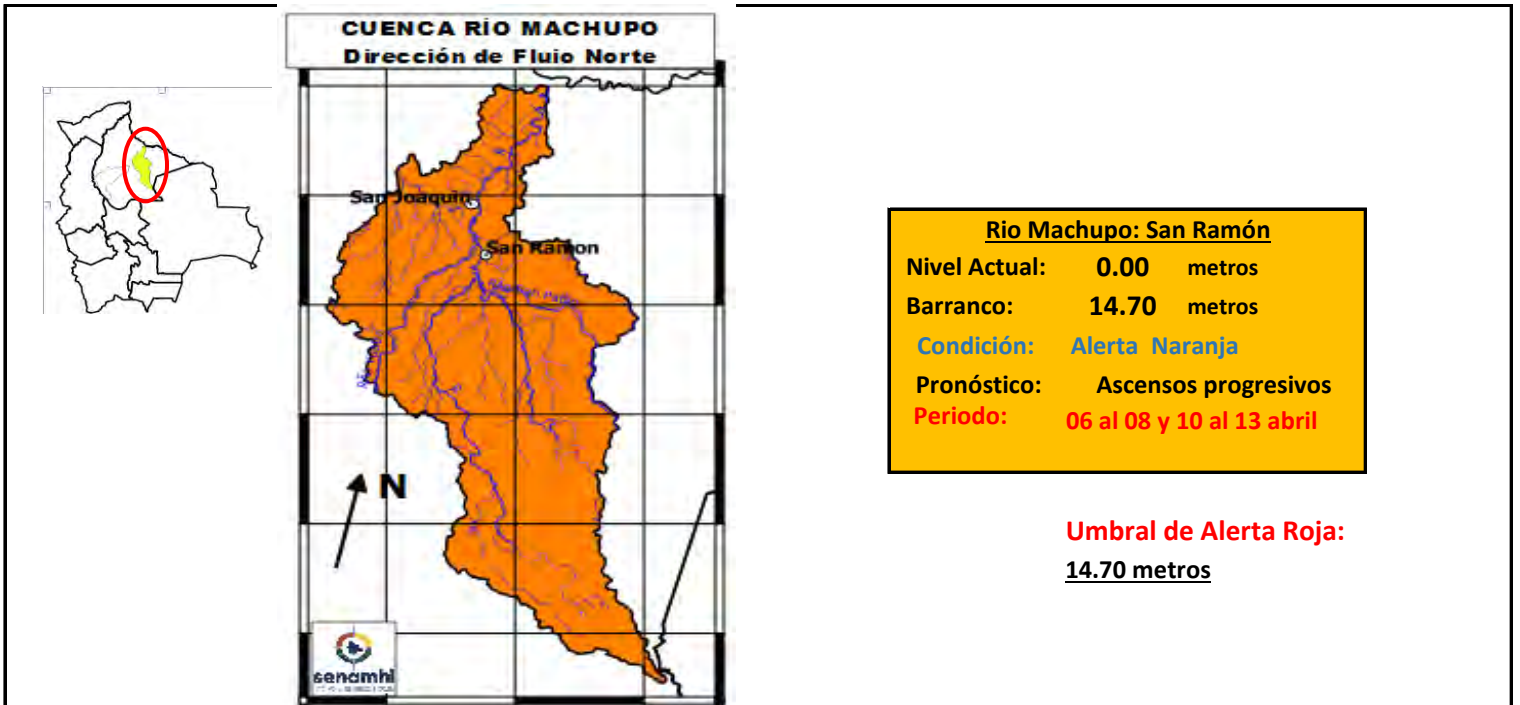 CUENCA RÍO MACHUPO
Dirección de Flujo Norte
San Joaquin
San Ramon
N
senamhi
Rio Machupo: San Ramón
Nivel Actual: 0.00 metros
Barranco: 14.70 metros
Condición: Alerta Naranja
Pronóstico: Ascensos progresivos
Periodo: 06 al 08 y 10 al 13 abril
Umbral de Alerta Roja:
14.70 metros